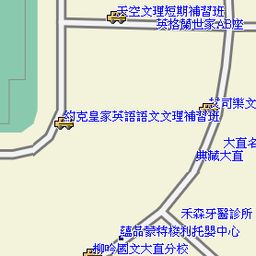 天空文理短期補習班
英格蘭世家AB座
艾司樂文
約克皇家英語語文文理補習班
大直名
典藏大直
禾森牙醫診所
蘊品蒙特梭利托嬰中心
柳吟國文大直分校